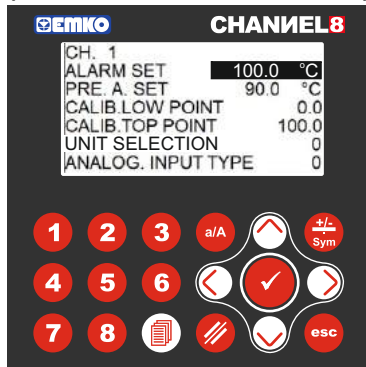 EMKO CHANИEL8
CH. 1
ALARM SET 100.0 °C
PRE. A. SET 90.0 °C
CALIB.LOW POINT 0.0
CALIB.TOP POINT 100.0
UNIT SELECTION 0
ANALOG. INPUT TYPE 0
1 2 3 a/A +/- Sym
4 5 6
7 8 esc